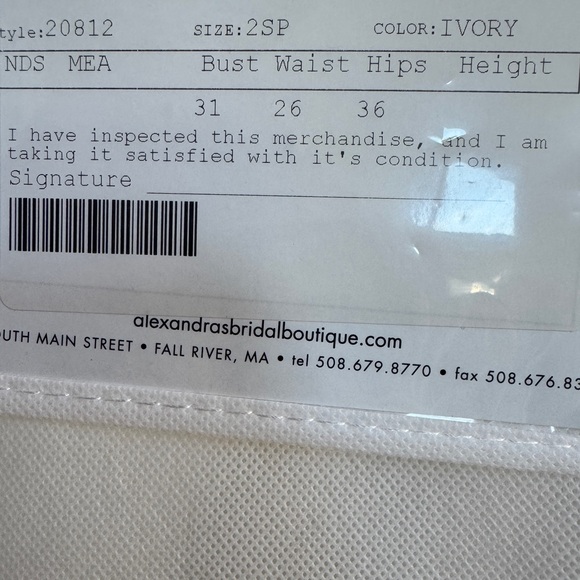 tyle:20812 SIZE:2SP COLOR:IVORY
NDS MEA Bust Waist Hips Height
31 26 36
I have inspected this merchandise, and I am
taking it satisfied with it's condition.
Signature
alexandrasbridalboutique.com
OUTH MAIN STREET • FALL RIVER, MA • tel 508.679.8770 • fax 508.676.83